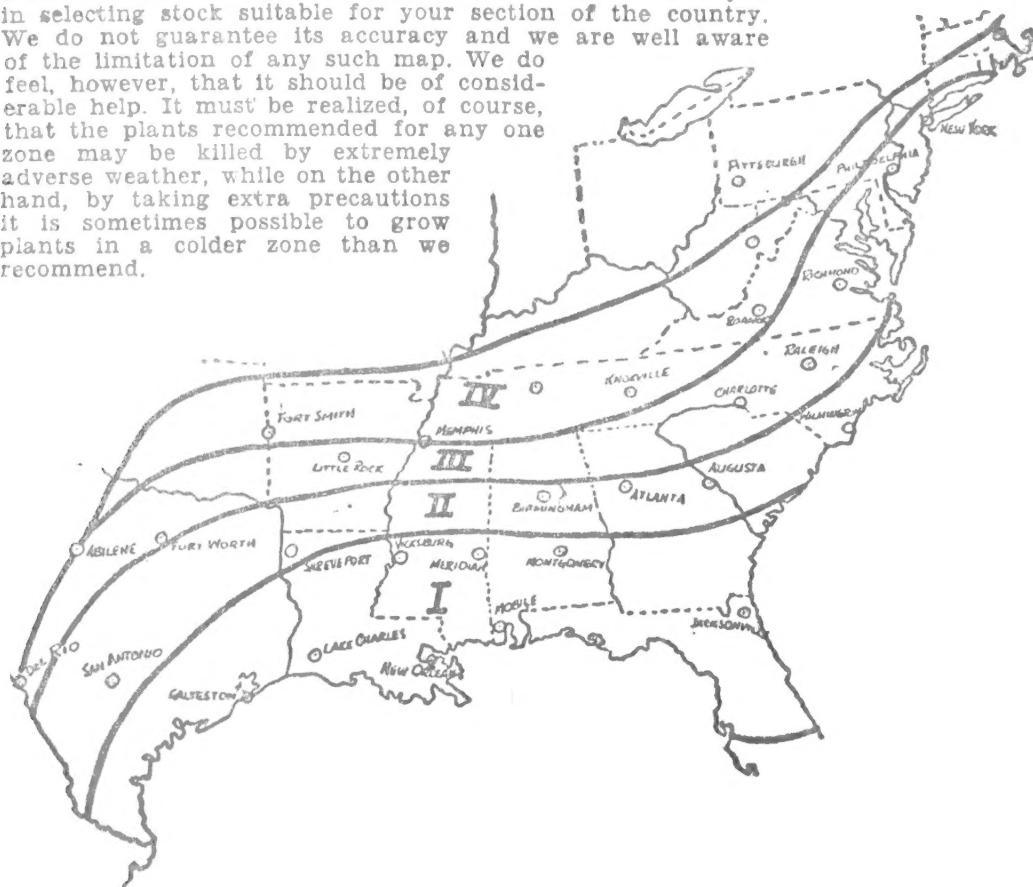 in selecting stock suitable for your section of the country.
We do not guarantee its accuracy and we are well aware
of the limitation of any such map. We do
feel, however, that it should be of consid-
erable help. It must be realized, of course,
that the plants recommended for any one
zone may be killed by extremely
adverse weather, while on the other
hand, by taking extra precautions
it is sometimes possible to grow
plants in a colder zone than we
recommend.
NEW YORK
PITTSBURGH
PHILADELPHIA
RICHMOND
ROANOKE
RALEIGH
KNOXVILLE
CHARLOTTE
IV
WILMINGTON
FORT SMITH
MEMPHIS
III
LITTLE ROCK
AUGUSTA
ATLANTA
II
BIRMINGHAM
ABILENE
FORT WORTH
SHREVEPORT
VICKSBURG
MERIDIAN
MONTGOMERY
I
MOBILE
JACKSONVILLE
DEL RIO
SAN ANTONIO
LAKE CHARLES
NEW ORLEANS
GALVESTON